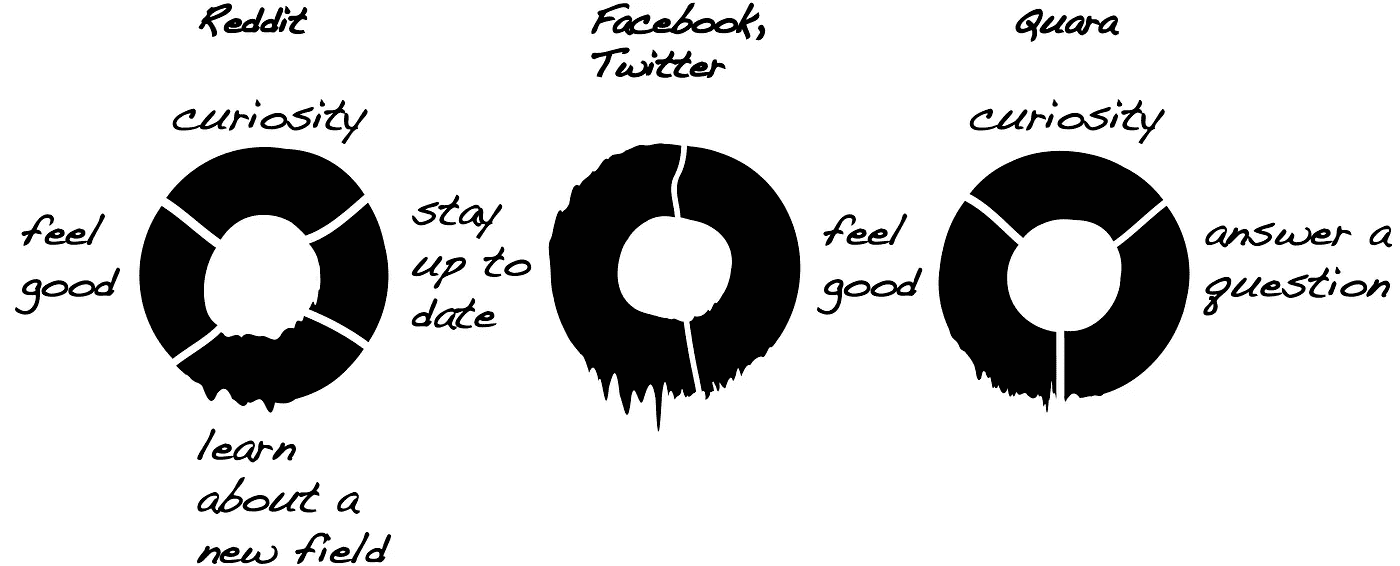 Reddit
Facebook,
Twitter
Quara
curiosity
feel
good
stay
up to
date
learn
about a
new field
curiosity
feel
good
answer a
question